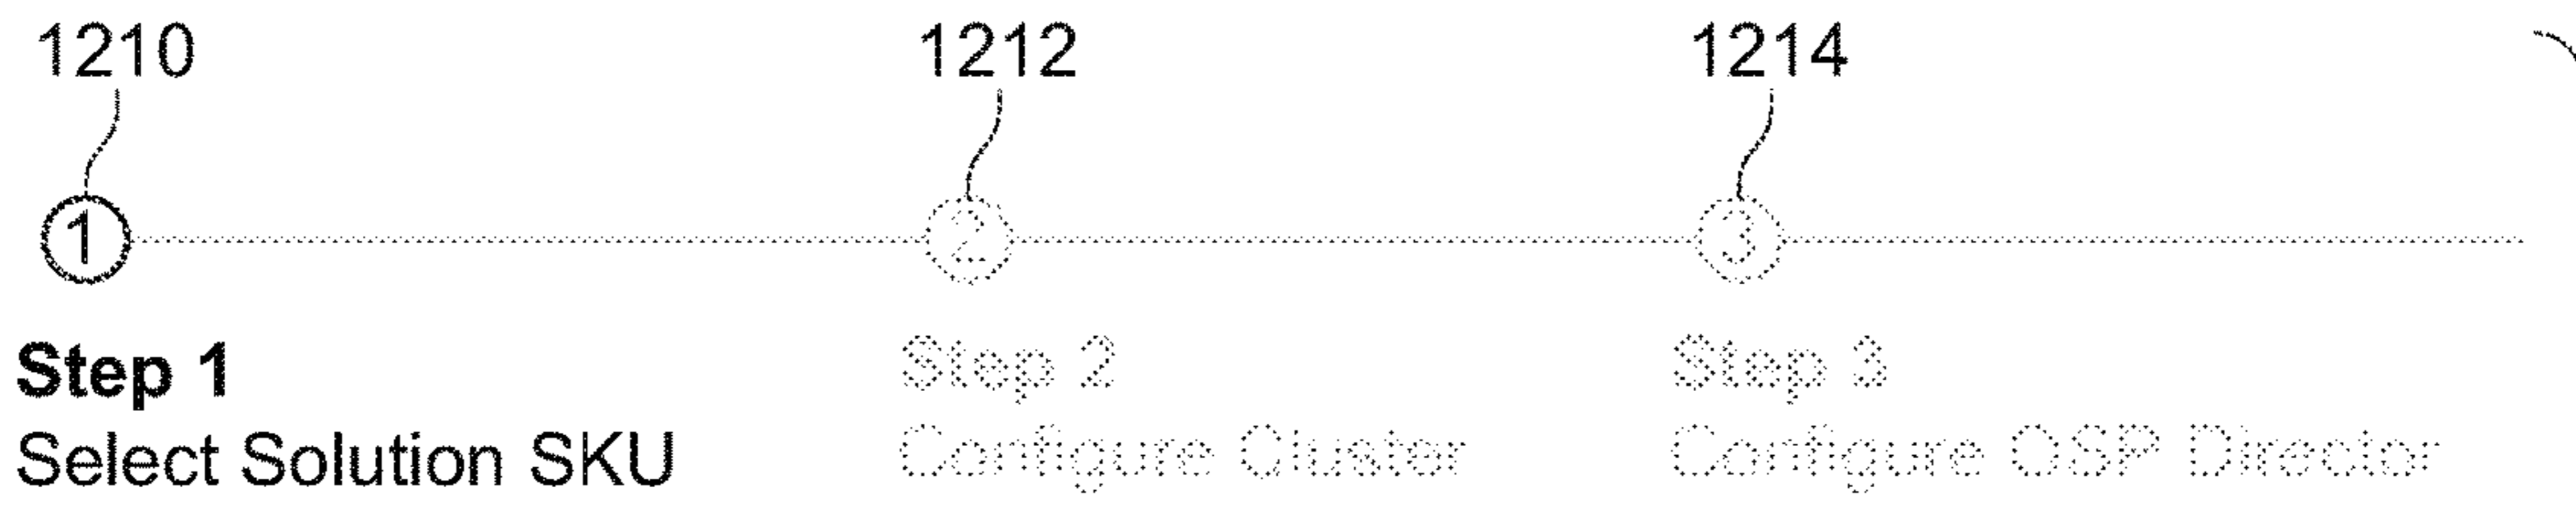 1210 1212 1214
1 2 3
Step 1 Step 2 Step 3
Select Solution SKU Configure Cluster Configure OSP Director